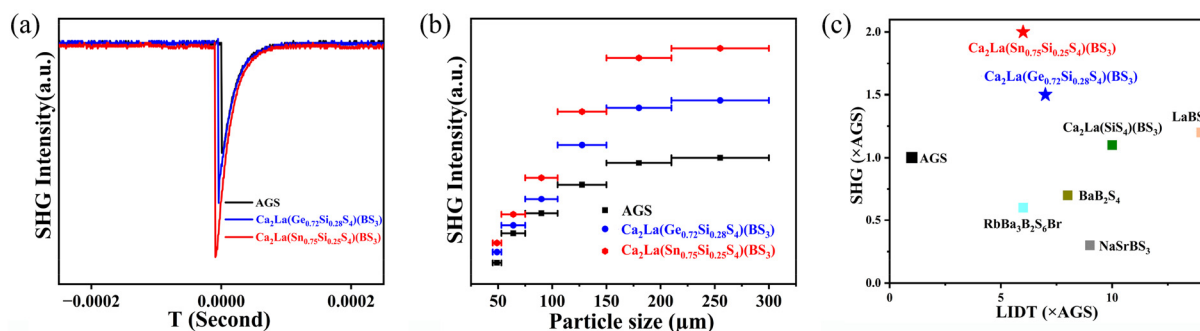 (a)
SHG Intensity(a.u.)
AGS
Ca₂La(Ge₀.₇₂Si₀.₂₈S₄)(BS₃)
Ca₂La(Sn₀.₇₅Si₀.₂₅S₄)(BS₃)
−0.0002
0.0000
0.0002
T (Second)
(b)
SHG Intensity(a.u.)
AGS
Ca₂La(Ge₀.₇₂Si₀.₂₈S₄)(BS₃)
Ca₂La(Sn₀.₇₅Si₀.₂₅S₄)(BS₃)
50
100
150
200
250
300
Particle size (µm)
(c)
SHG (×AGS)
2.0
1.5
1.0
0.5
0.0
Ca₂La(Sn₀.₇₅Si₀.₂₅S₄)(BS₃)
Ca₂La(Ge₀.₇₂Si₀.₂₈S₄)(BS₃)
Ca₂La(SiS₄)(BS₃)
LaBS
AGS
BaB₂S₄
RbBa₃B₂S₆Br
NaSrBS₃
5
10
LIDT (×AGS)